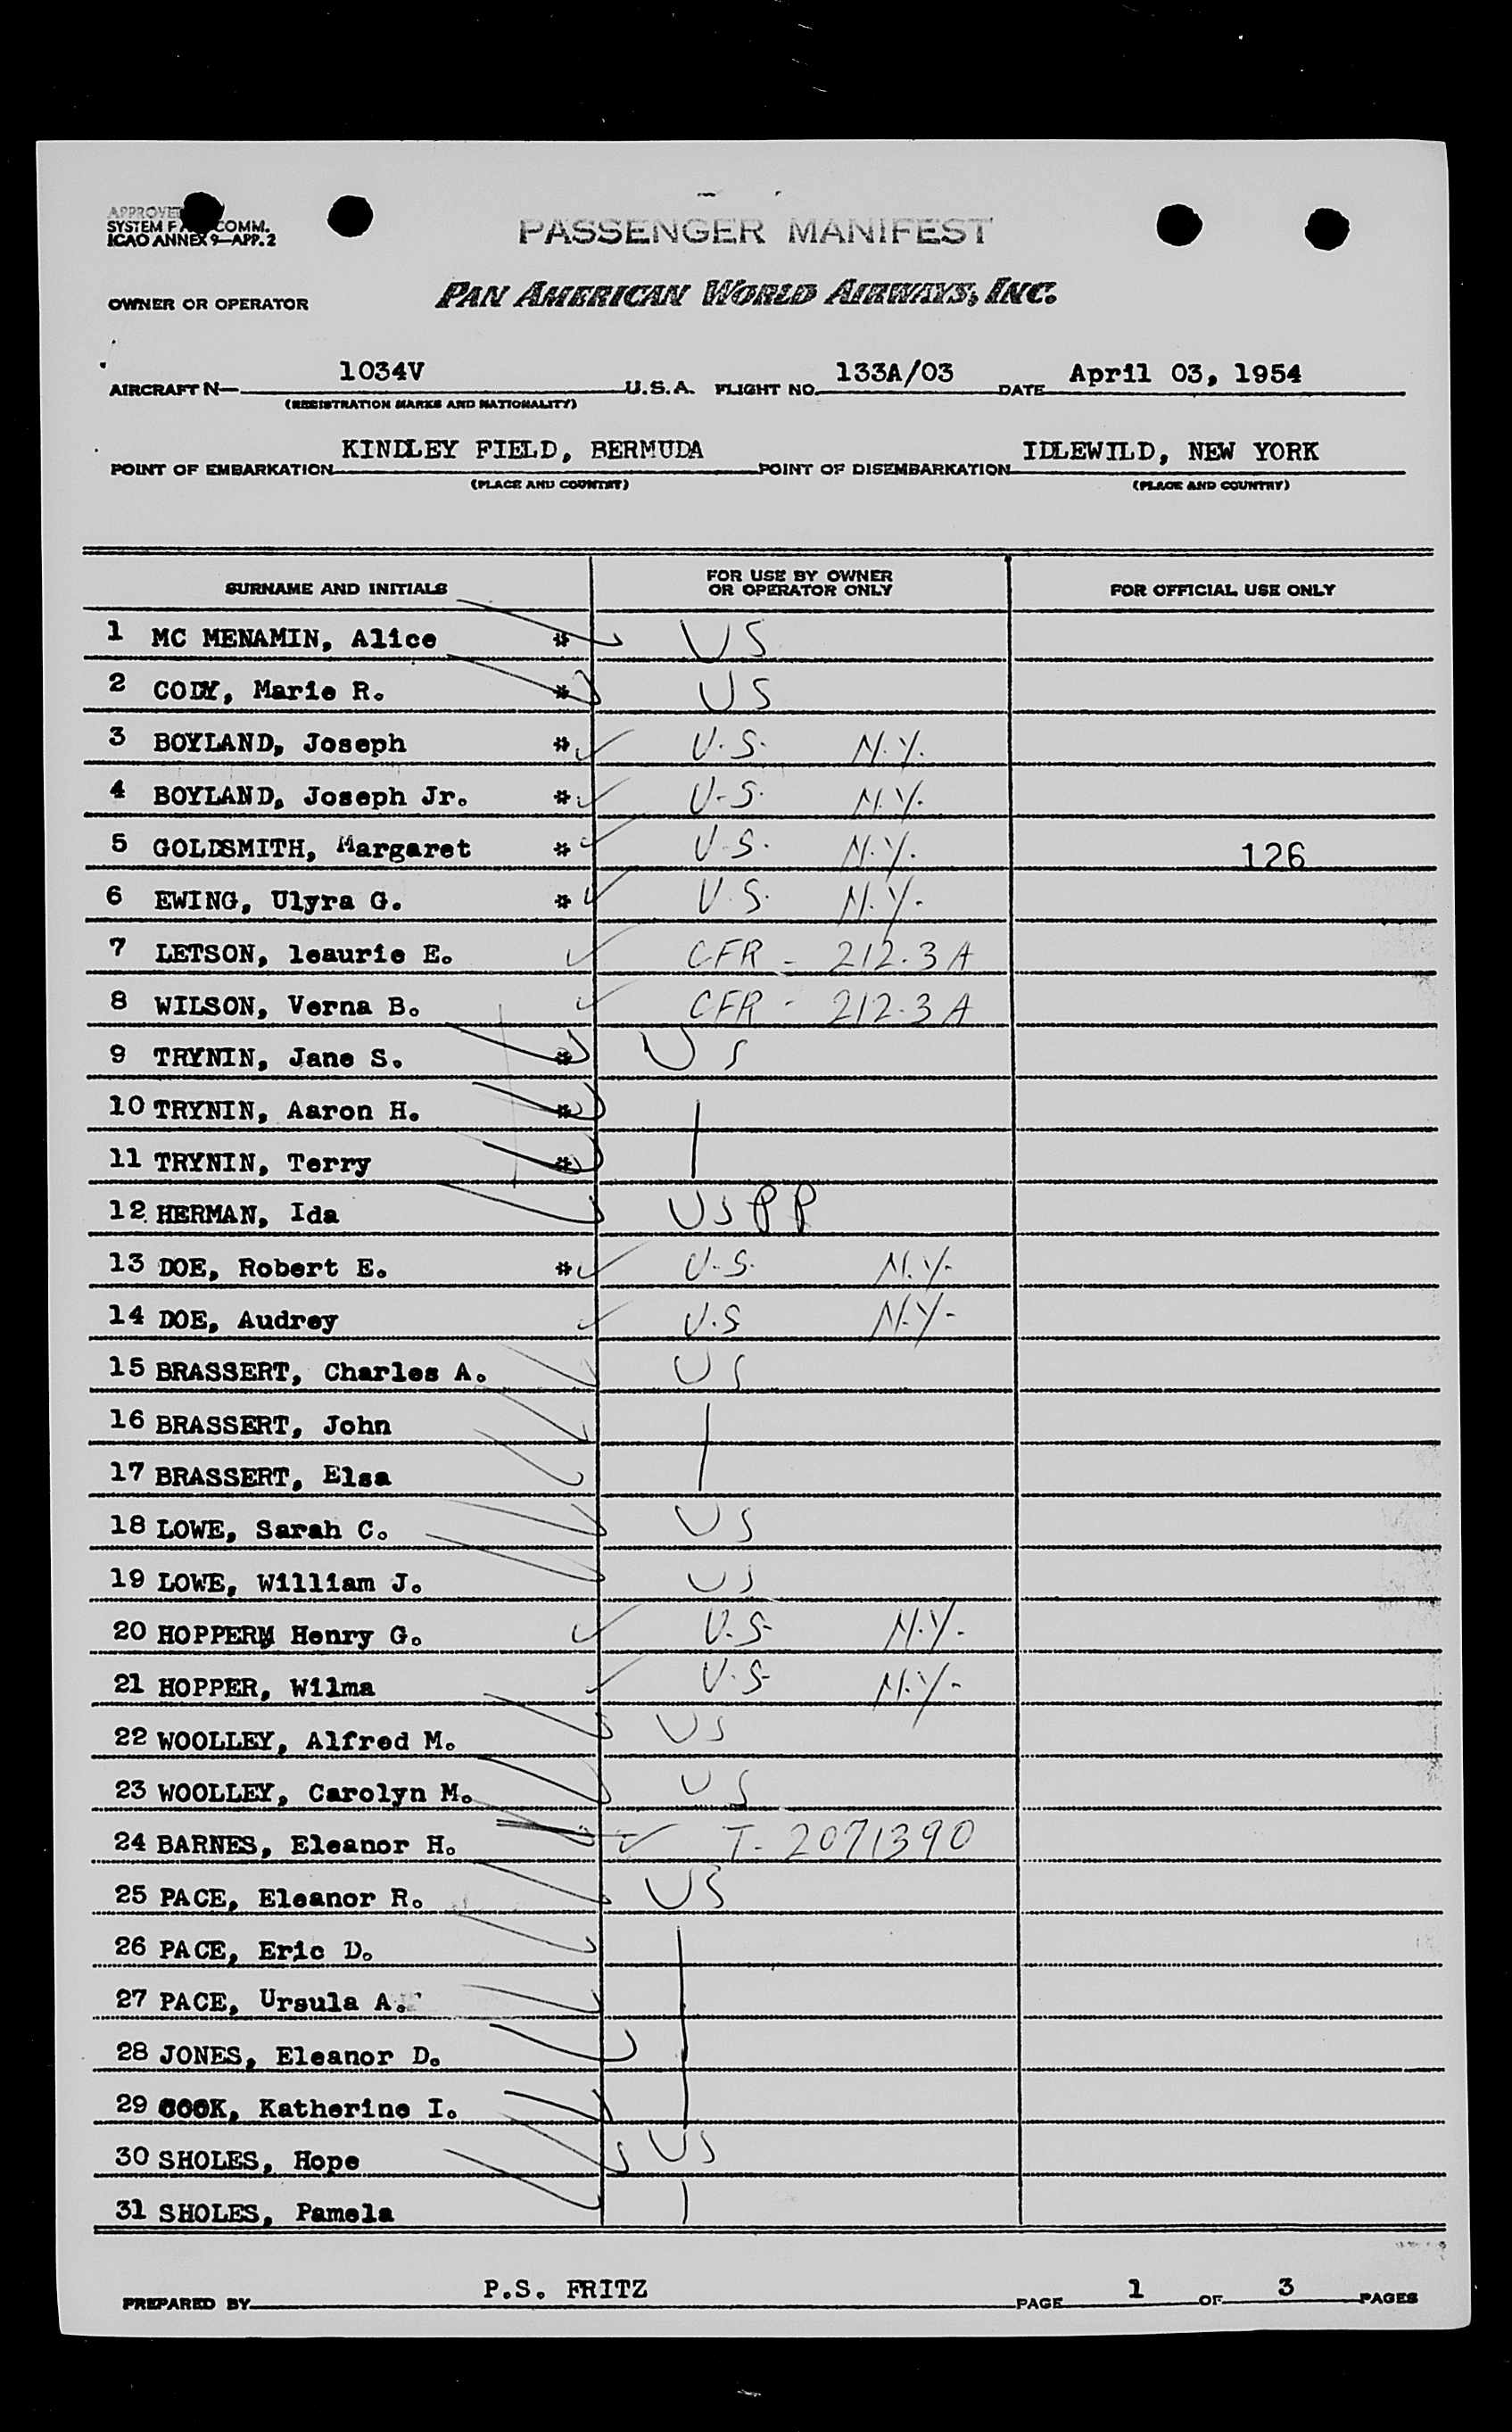 APPROVED
SYSTEM F COMM.
ICAO ANNEX 9—APP. 2
PASSENGER MANIFEST
OWNER OR OPERATOR PAN AMERICAN WORLD AIRWAYS, INC.
AIRCRAFT N— 1034V U.S.A. FLIGHT NO. 133A/03 DATE April 03, 1954
(REGISTRATION MARKS AND NATIONALITY)
POINT OF EMBARKATION KINDLEY FIELD, BERMUDA POINT OF DISEMBARKATION IDLEWILD, NEW YORK
(PLACE AND COUNTRY) (PLACE AND COUNTRY)
SURNAME AND INITIALS FOR USE BY OWNER OR OPERATOR ONLY FOR OFFICIAL USE ONLY
1 MC MENAMIN, Alice * US
2 CODY, Marie R. * US
3 BOYLAND, Joseph * U.S. N.Y.
4 BOYLAND, Joseph Jr. * U.S. N.Y.
5 GOLDSMITH, Margaret * U.S. N.Y. 126
6 EWING, Ulyra G. * U.S. N.Y.
7 LETSON, leaurie E. CFR - 212.3A
8 WILSON, Verna B. CFR - 212.3A
9 TRYNIN, Jane S. * US
10 TRYNIN, Aaron H. *
11 TRYNIN, Terry *
12 HERMAN, Ida USPP
13 DOE, Robert E. * U.S. N.Y.
14 DOE, Audrey U.S N.Y.
15 BRASSERT, Charles A. US
16 BRASSERT, John
17 BRASSERT, Elsa
18 LOWE, Sarah C. US
19 LOWE, William J. US
20 HOPPERM Henry G. U.S. N.Y.
21 HOPPER, Wilma U.S. N.Y.
22 WOOLLEY, Alfred M. US
23 WOOLLEY, Carolyn M. US
24 BARNES, Eleanor H. T- 2071390
25 PACE, Eleanor R. US
26 PACE, Eric D.
27 PACE, Ursula A.
28 JONES, Eleanor D.
29 COOK, Katherine I.
30 SHOLES, Hope US
31 SHOLES, Pamela
PREPARED BY P.S. FRITZ PAGE 1 OF 3 PAGES